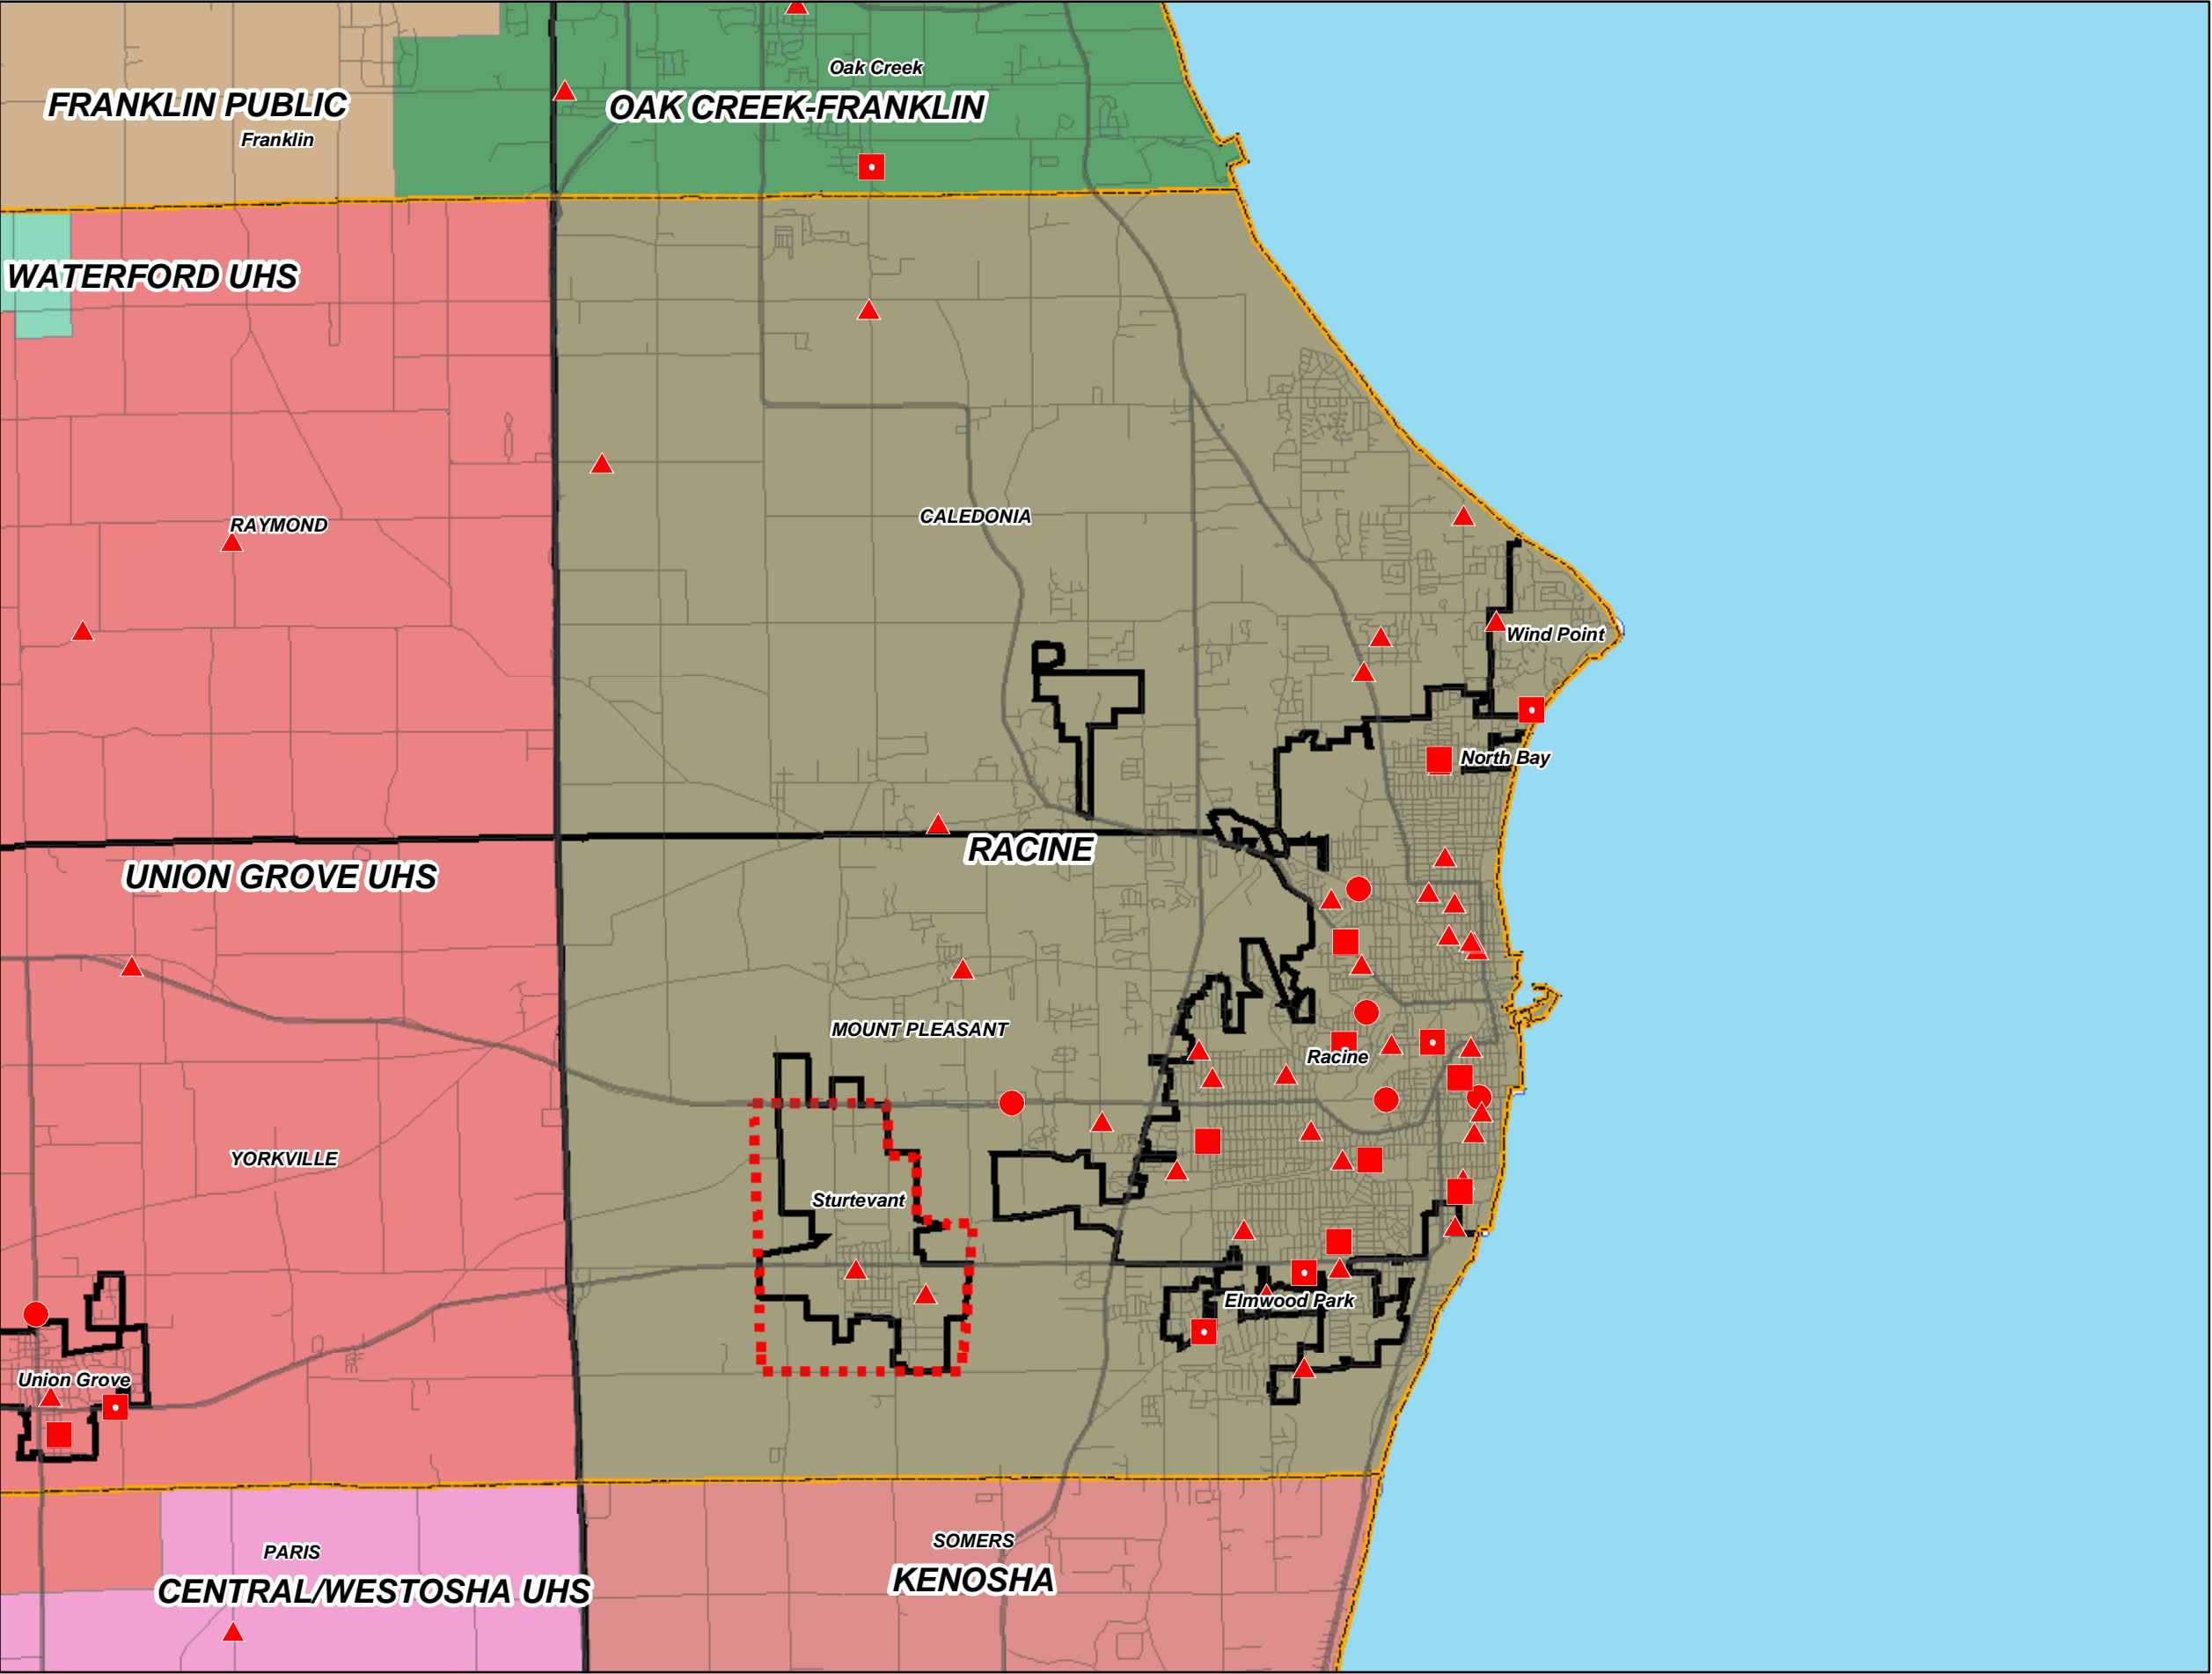 Oak Creek
FRANKLIN PUBLIC
OAK CREEK-FRANKLIN
Franklin
WATERFORD UHS
CALEDONIA
RAYMOND
Wind Point
North Bay
RACINE
UNION GROVE UHS
MOUNT PLEASANT
Racine
YORKVILLE
Sturtevant
Elmwood Park
Union Grove
SOMERS
PARIS
KENOSHA
CENTRAL/WESTOSHA UHS